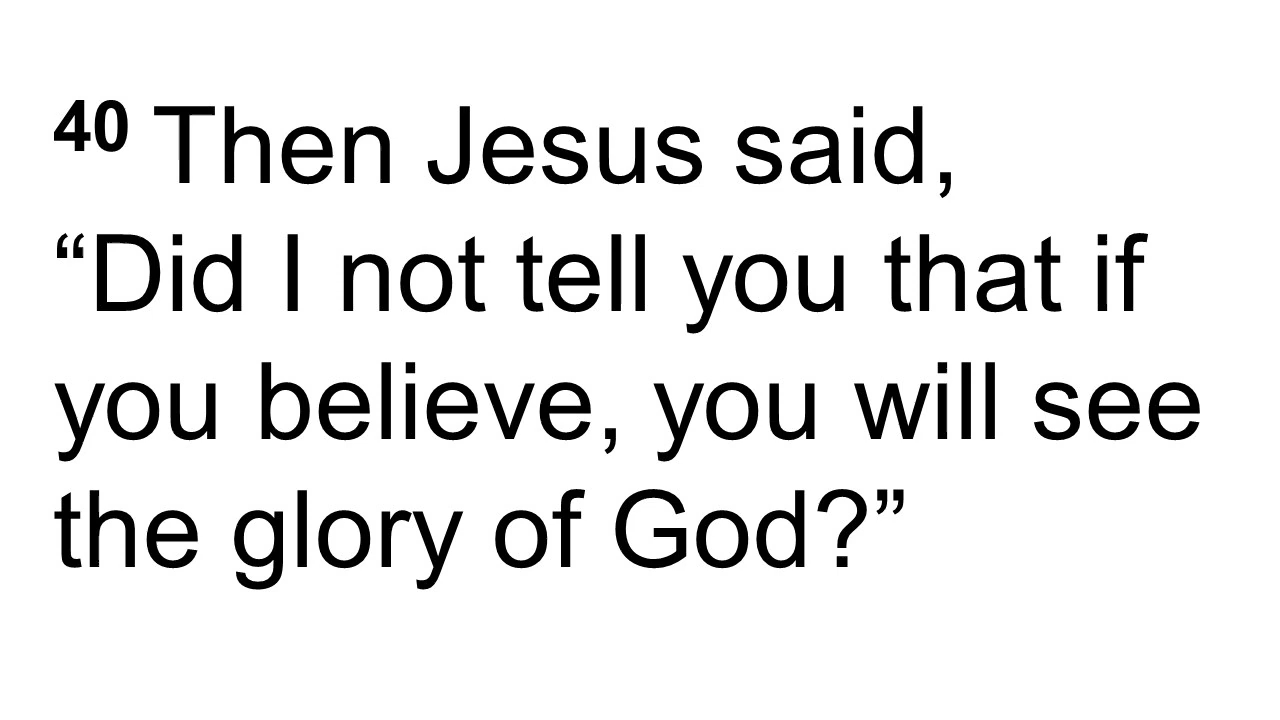 40 Then Jesus said,
“Did I not tell you that if
you believe, you will see
the glory of God?”